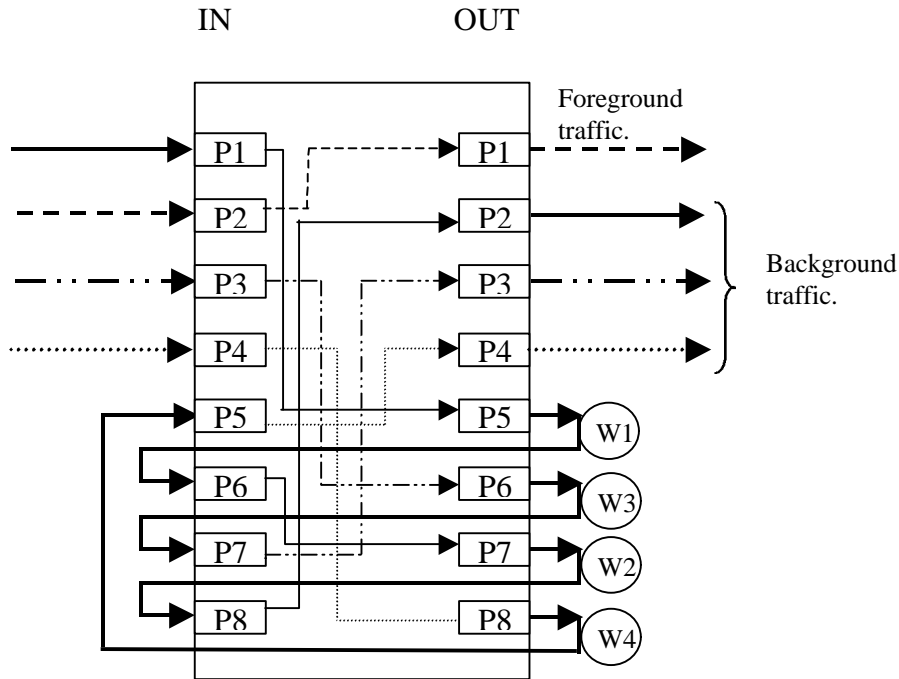 IN OUT
Foreground
traffic.
P1 P1
P2 P2
P3 P3
Background
traffic.
P4 P4
P5 P5
W1
P6 P6
W3
P7 P7
W2
P8 P8
W4